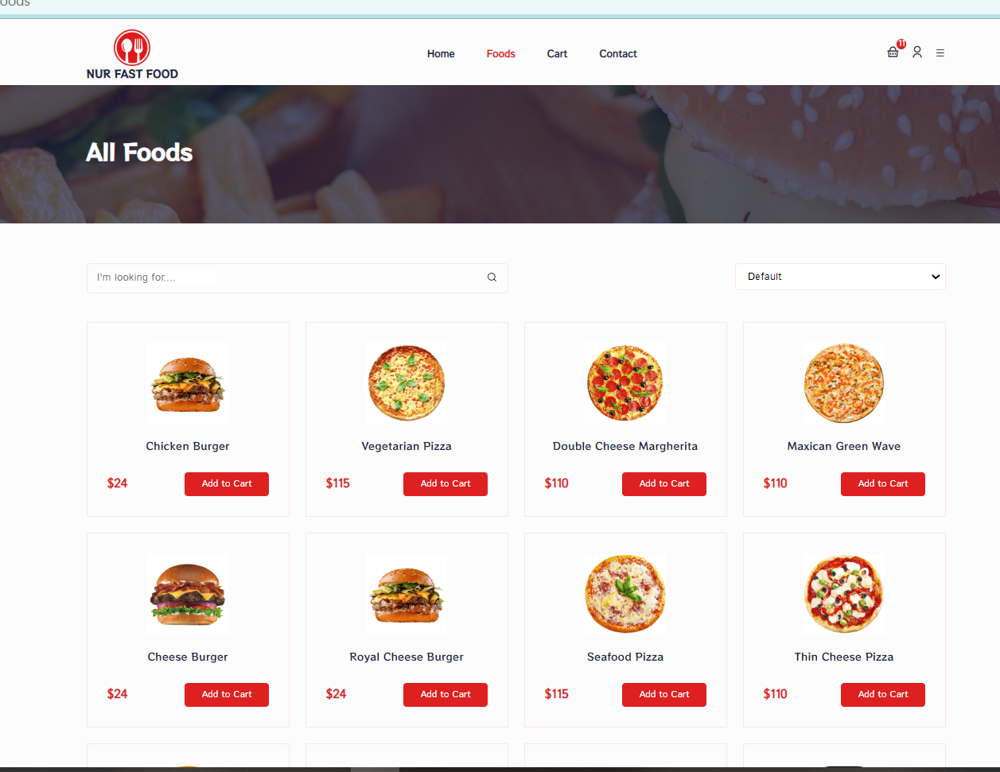 oods
NUR FAST FOOD
Home Foods Cart Contact
11
All Foods
I'm looking for....
Default
Chicken Burger
$24 Add to Cart
Vegetarian Pizza
$115 Add to Cart
Double Cheese Margherita
$110 Add to Cart
Maxican Green Wave
$110 Add to Cart
Cheese Burger
$24 Add to Cart
Royal Cheese Burger
$24 Add to Cart
Seafood Pizza
$115 Add to Cart
Thin Cheese Pizza
$110 Add to Cart